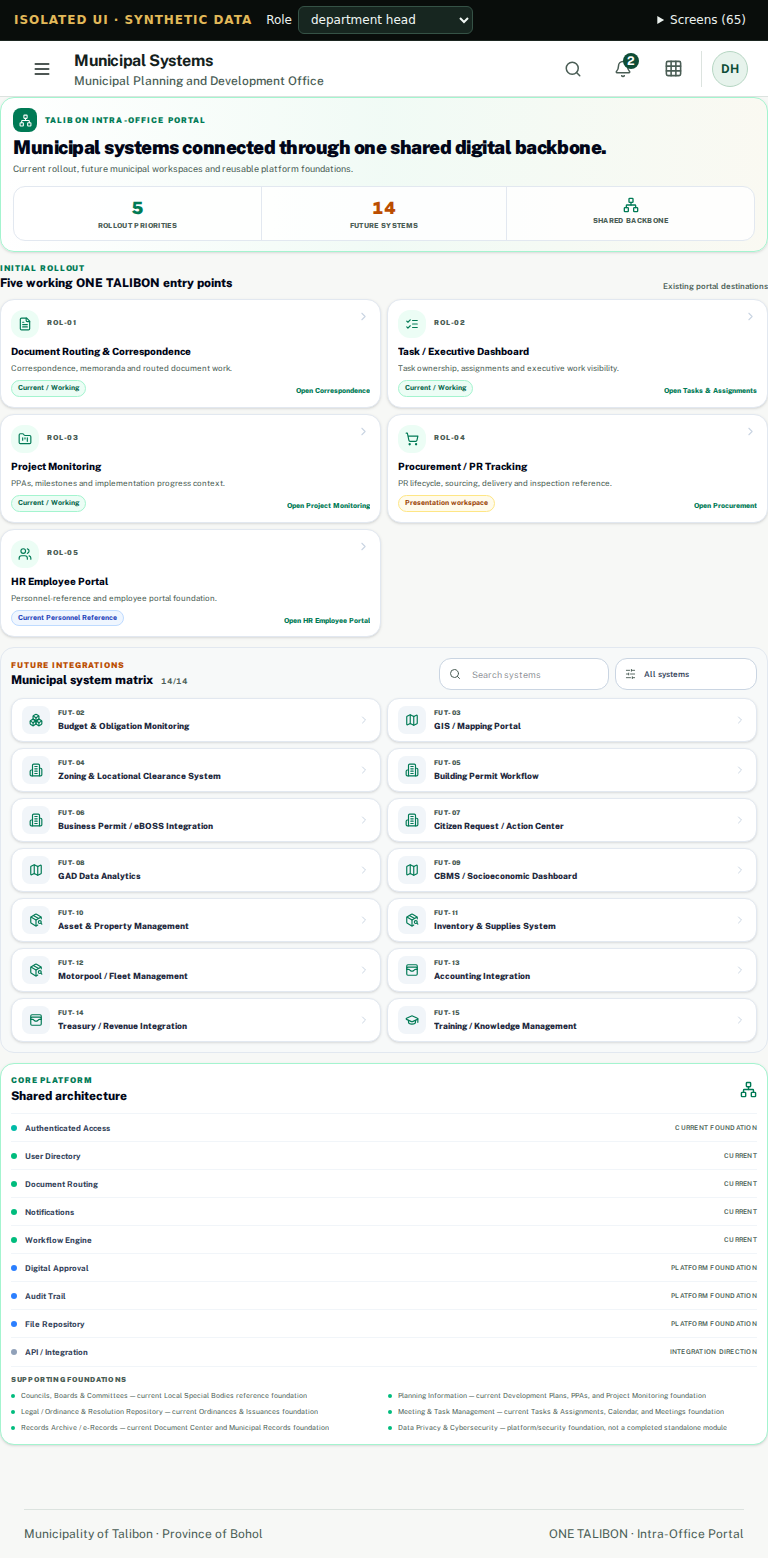 ISOLATED UI · SYNTHETIC DATA Role department head Screens (65)
Municipal Systems
Municipal Planning and Development Office
2
DH
TALIBON INTRA-OFFICE PORTAL
Municipal systems connected through one shared digital backbone.
Current rollout, future municipal workspaces and reusable platform foundations.
5 14
ROLLOUT PRIORITIES FUTURE SYSTEMS SHARED BACKBONE
INITIAL ROLLOUT
Five working ONE TALIBON entry points
Existing portal destinations
ROL-01
Document Routing & Correspondence
Correspondence, memoranda and routed document work.
Current / Working Open Correspondence
ROL-02
Task / Executive Dashboard
Task ownership, assignments and executive work visibility.
Current / Working Open Tasks & Assignments
ROL-03
Project Monitoring
PPAs, milestones and implementation progress context.
Current / Working Open Project Monitoring
ROL-04
Procurement / PR Tracking
PR lifecycle, sourcing, delivery and inspection reference.
Presentation workspace Open Procurement
ROL-05
HR Employee Portal
Personnel-reference and employee portal foundation.
Current Personnel Reference Open HR Employee Portal
FUTURE INTEGRATIONS
Municipal system matrix 14/14
Search systems All systems
FUT-02
Budget & Obligation Monitoring
FUT-03
GIS / Mapping Portal
FUT-04
Zoning & Locational Clearance System
FUT-05
Building Permit Workflow
FUT-06
Business Permit / eBOSS Integration
FUT-07
Citizen Request / Action Center
FUT-08
GAD Data Analytics
FUT-09
CBMS / Socioeconomic Dashboard
FUT-10
Asset & Property Management
FUT-11
Inventory & Supplies System
FUT-12
Motorpool / Fleet Management
FUT-13
Accounting Integration
FUT-14
Treasury / Revenue Integration
FUT-15
Training / Knowledge Management
CORE PLATFORM
Shared architecture
Authenticated Access CURRENT FOUNDATION
User Directory CURRENT
Document Routing CURRENT
Notifications CURRENT
Workflow Engine CURRENT
Digital Approval PLATFORM FOUNDATION
Audit Trail PLATFORM FOUNDATION
File Repository PLATFORM FOUNDATION
API / Integration INTEGRATION DIRECTION
SUPPORTING FOUNDATIONS
Councils, Boards & Committees — current Local Special Bodies reference foundation
Planning Information — current Development Plans, PPAs, and Project Monitoring foundation
Legal / Ordinance & Resolution Repository — current Ordinances & Issuances foundation
Meeting & Task Management — current Tasks & Assignments, Calendar, and Meetings foundation
Records Archive / e-Records — current Document Center and Municipal Records foundation
Data Privacy & Cybersecurity — platform/security foundation, not a completed standalone module
Municipality of Talibon · Province of Bohol ONE TALIBON · Intra-Office Portal